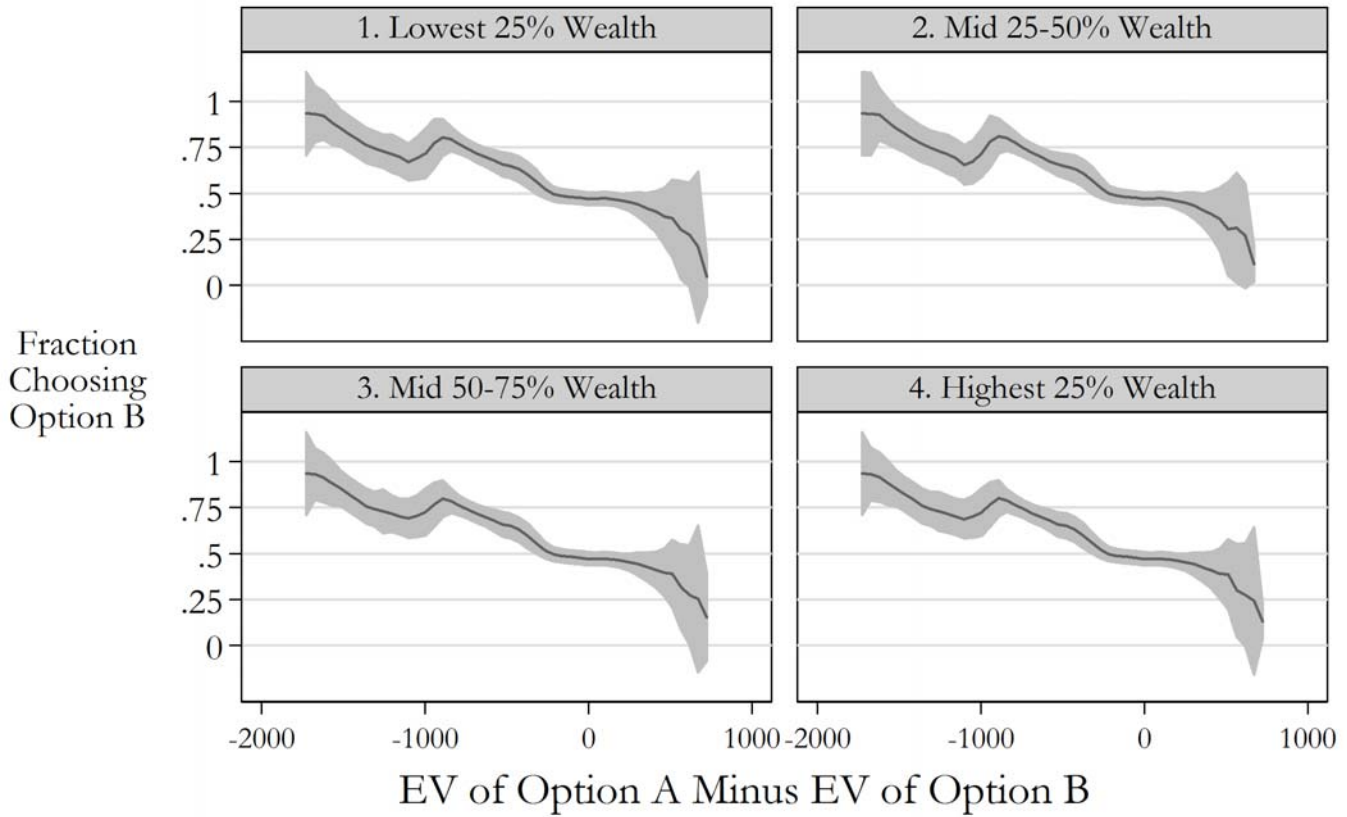 1. Lowest 25% Wealth
2. Mid 25-50% Wealth
1
.75
.5
.25
0
Fraction
Choosing
Option B
3. Mid 50-75% Wealth
4. Highest 25% Wealth
1
.75
.5
.25
0
-2000 -1000 0 1000 -2000 -1000 0 1000
EV of Option A Minus EV of Option B